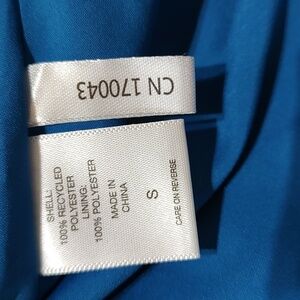 CN 170043
SHELL:
100% RECYCLED
POLYESTER
LINING:
100% POLYESTER
MADE IN
CHINA
S
CARE ON REVERSE